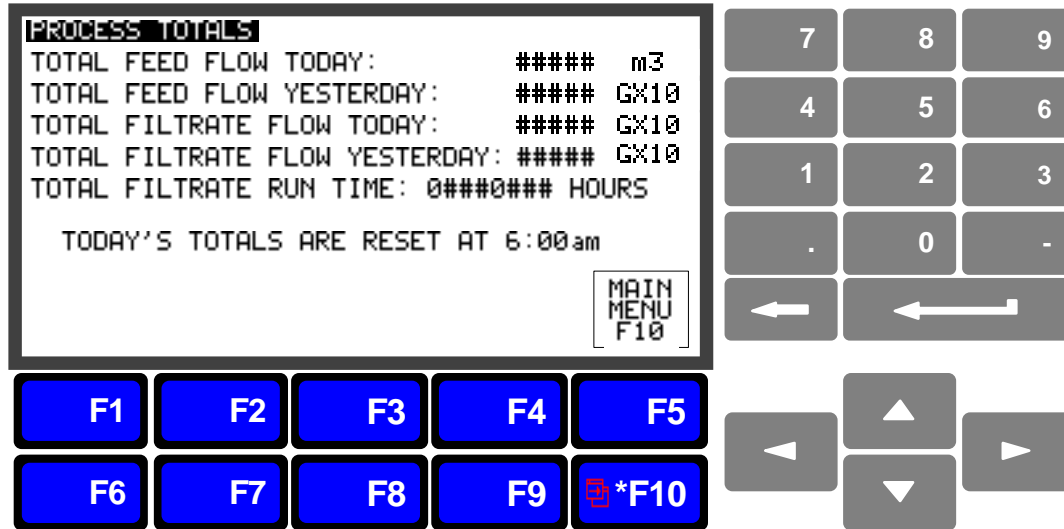 PROCESS TOTALS
TOTAL FEED FLOW TODAY: ##### m3
TOTAL FEED FLOW YESTERDAY: ##### GX10
TOTAL FILTRATE FLOW TODAY: ##### GX10
TOTAL FILTRATE FLOW YESTERDAY: ##### GX10
TOTAL FILTRATE RUN TIME: 0###0### HOURS
TODAY'S TOTALS ARE RESET AT 6:00am
MAIN
MENU
F10
7 8 9
4 5 6
1 2 3
. 0 -
F1 F2 F3 F4 F5
F6 F7 F8 F9 *F10